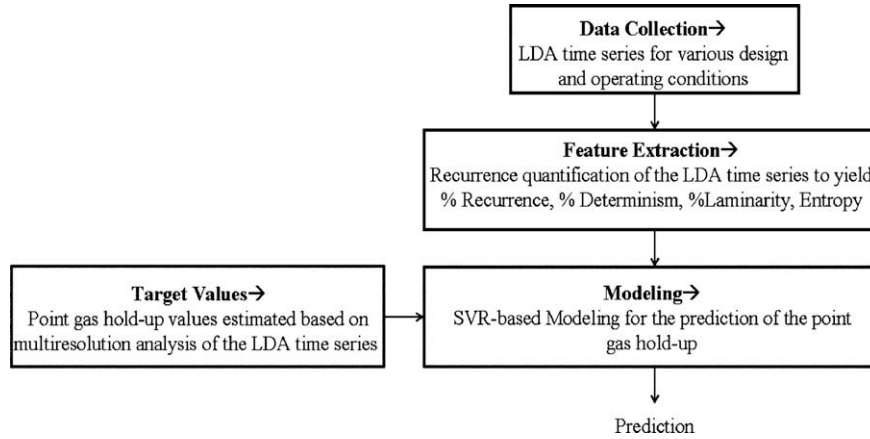 Data Collection→
LDA time series for various design
and operating conditions
Feature Extraction→
Recurrence quantification of the LDA time series to yield
% Recurrence, % Determism, %Laminarity, Entropy
Target Values→
Point gas hold-up values estimated based on
multiresolution analysis of the LDA time series
Modeling→
SVR-based Modeling for the prediction of the point
gas hold-up
Prediction